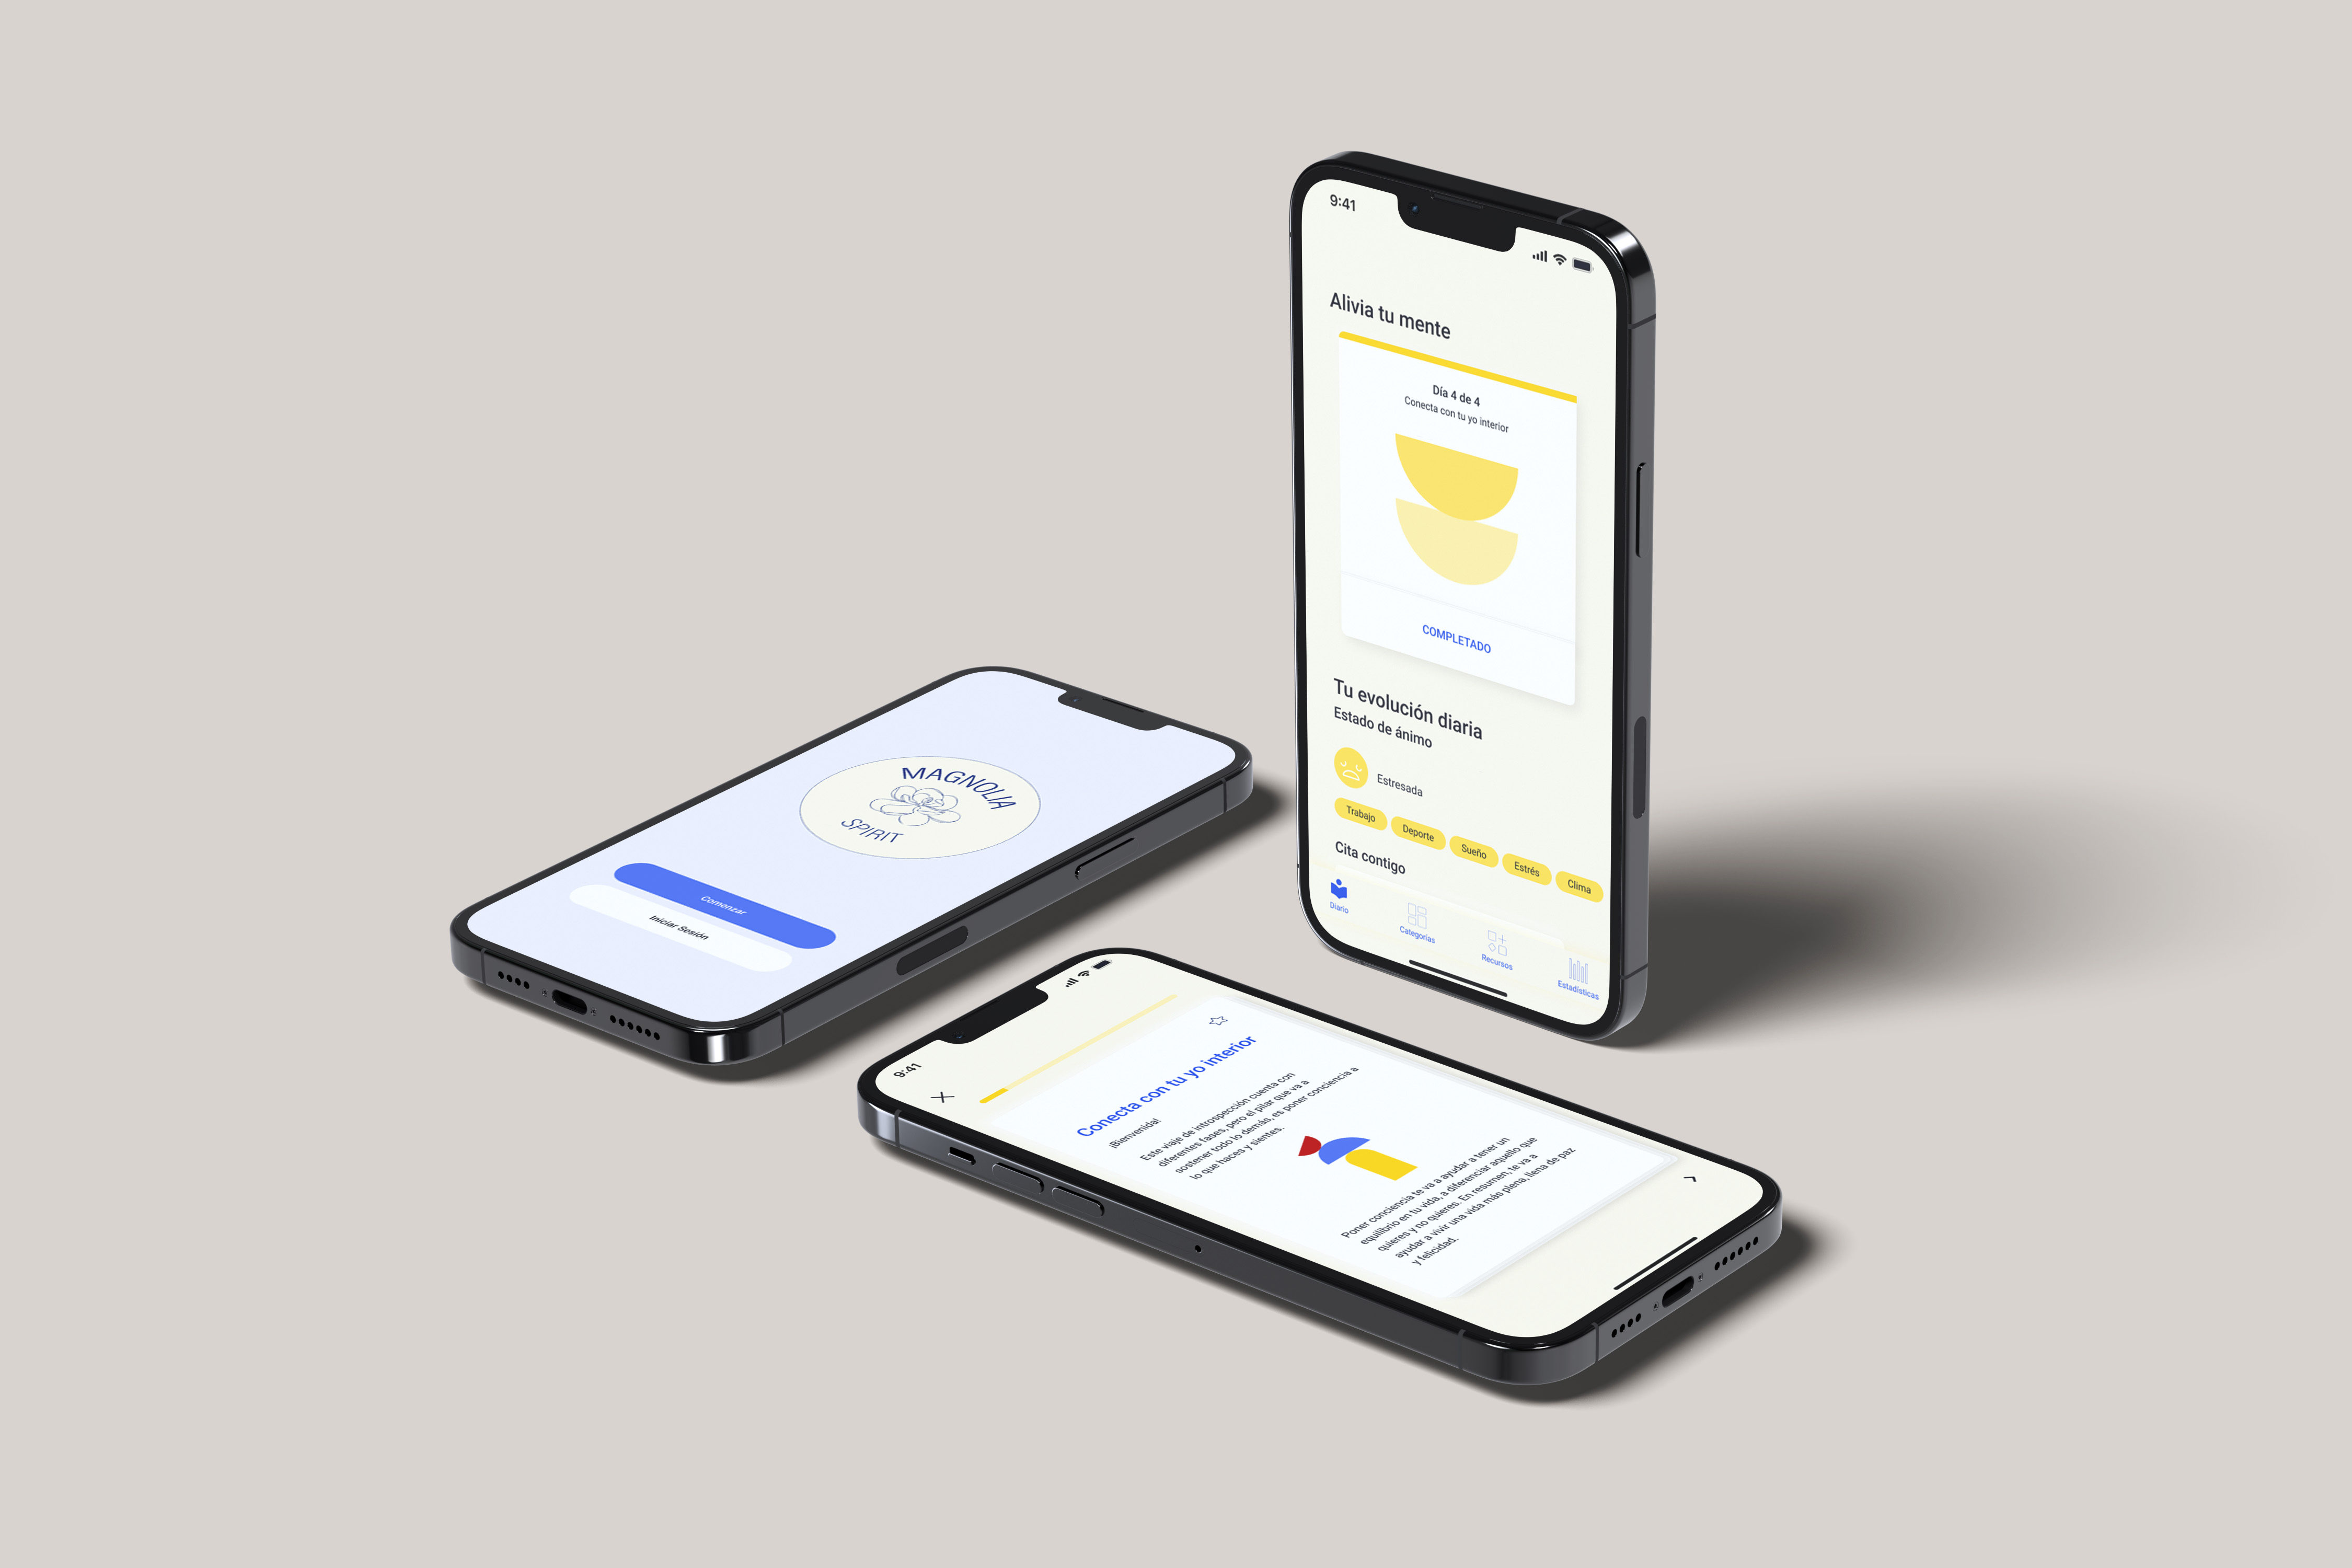 MAGNOLIA
SPIRIT
Comenzar
Iniciar Sesión
9:41
Alivia tu mente
Día 4 de 4
Conecta con tu yo interior
COMPLETADO
Tu evolución diaria
Estado de ánimo
Estresada
Trabajo
Deporte
Sueño
Estrés
Clima
Cita contigo
Diario
Categorías
Recursos
Estadísticas
9:41
Conecta con tu yo interior
¡Bienvenida!
Este viaje de introspección cuenta con
diferentes fases, pero el pilar que va a
sostener todo lo demás, es poner conciencia a
lo que haces y sientes.
Poner conciencia te va a ayudar a tener un
equilibrio en tu vida, a diferenciar aquello que
quieres y no quieres. En resumen, te va a
ayudar a vivir una vida más plena, llena de paz
y felicidad.